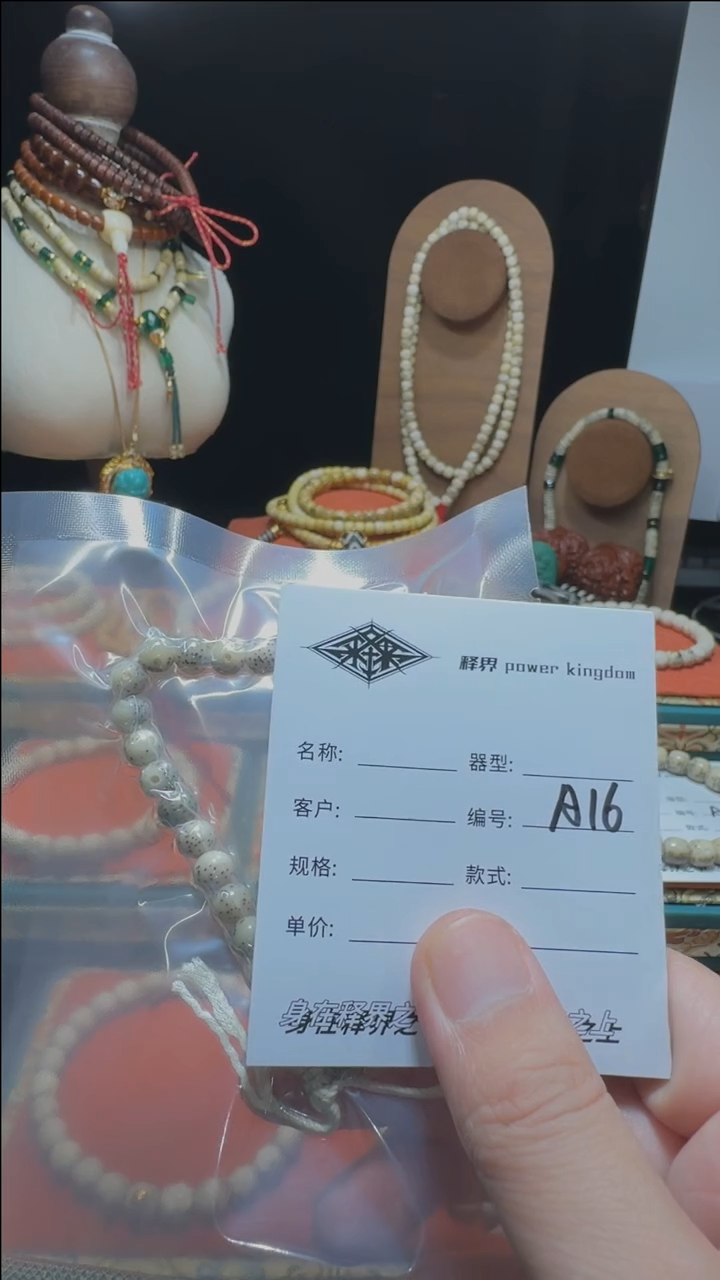 释界 power kingdom
名称: 器型:
客户: 编号: A16
规格: 款式:
单价:
身在释界之 之上